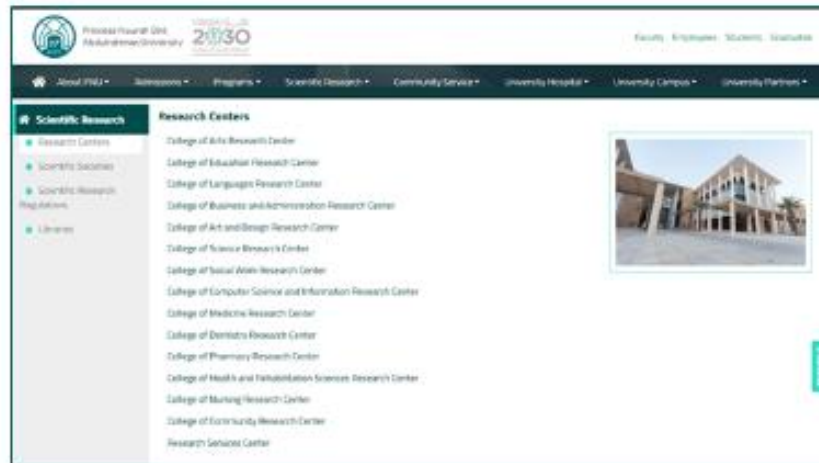 Princess Nourah Bint
Abdulrahman University
2030
Faculty Employees Students Graduates
About PNU
Admissions
Programs
Scientific Research
Community Service
University Hospital
University Campus
University Partners
Scientific Research
Research Centers
Scientific Societies
Scientific Research
Regulations
Libraries
Research Centers
College of Arts Research Center
College of Education Research Center
College of Languages Research Center
College of Business and Administration Research Center
College of Art and Design Research Center
College of Science Research Center
College of Social Work Research Center
College of Computer Science and Information Research Center
College of Medicine Research Center
College of Dentistry Research Center
College of Pharmacy Research Center
College of Health and Rehabilitation Sciences Research Center
College of Nursing Research Center
College of Community Research Center
Research Services Center